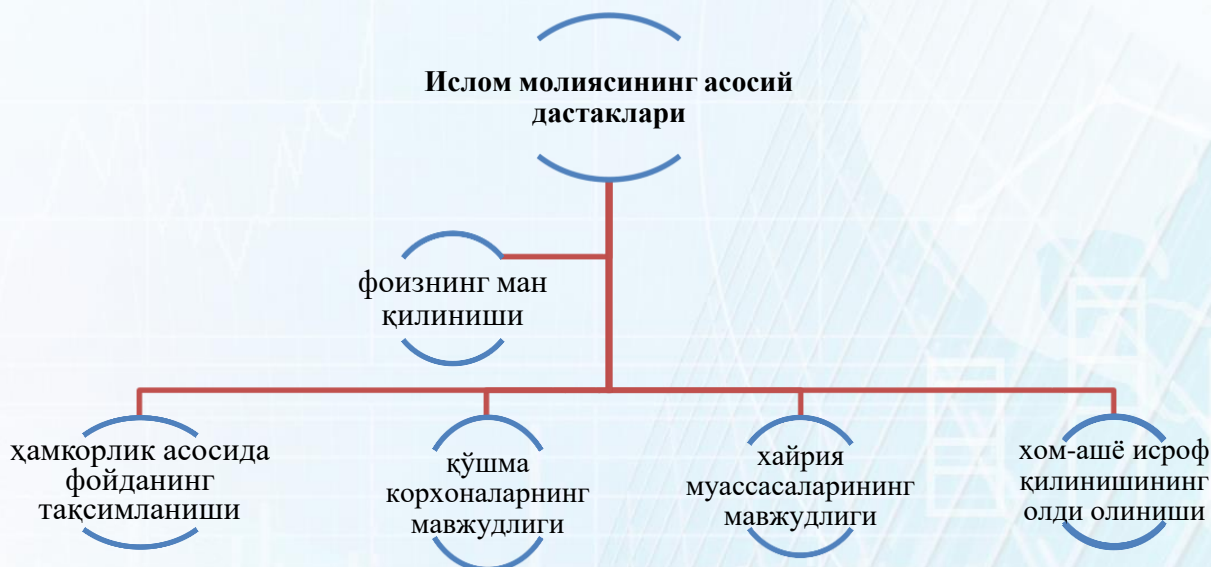 Ислом молиясининг асосий
дастаклари
фоизнинг ман
қилиниши
ҳамкорлик асосида
фойданинг
тақсимланиши
қўшма
корхоналарнинг
мавжудлиги
хайрия
муассасаларининг
мавжудлиги
хом-ашё исроф
қилинишининг
олди олиниши